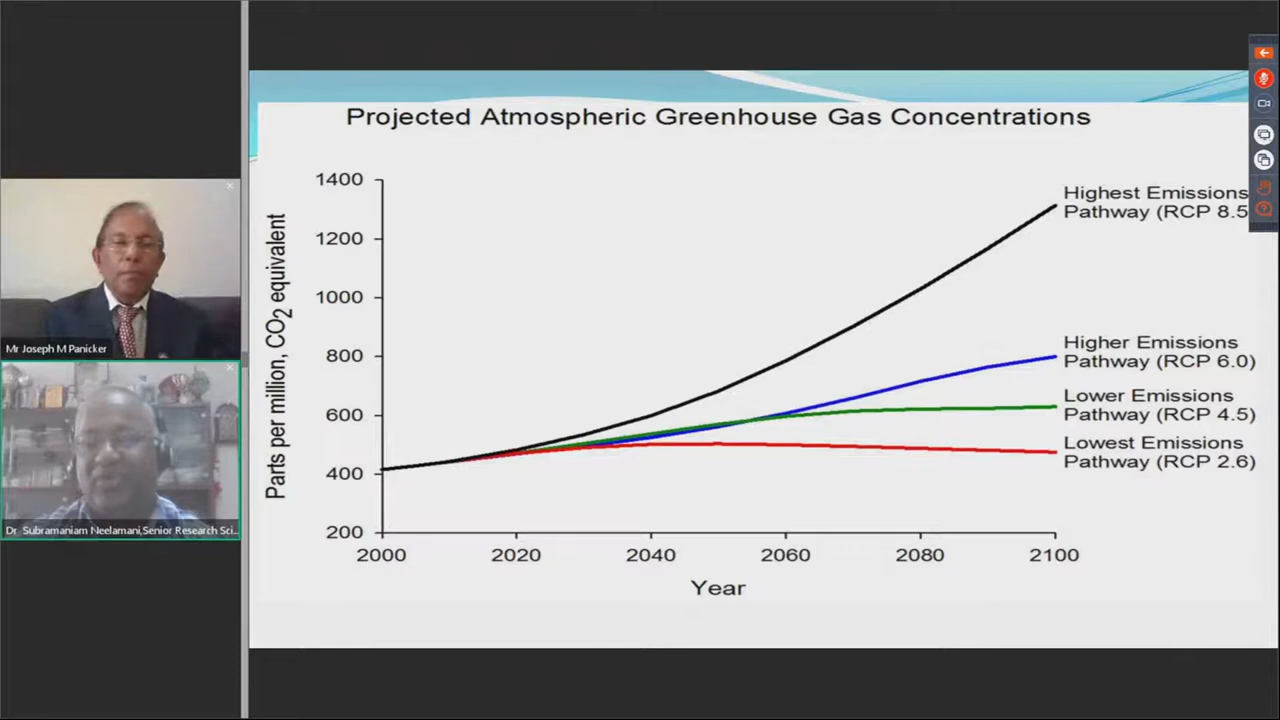 Mr Joseph M Panicker
Dr. Subramaniam Neelamani,Senior Research Sci...
Projected Atmospheric Greenhouse Gas Concentrations
Parts per million, CO2 equivalent
1400
1200
1000
800
600
400
200
2000
2020
2040
2060
2080
2100
Year
Highest Emissions
Pathway (RCP 8.5
Higher Emissions
Pathway (RCP 6.0)
Lower Emissions
Pathway (RCP 4.5)
Lowest Emissions
Pathway (RCP 2.6)